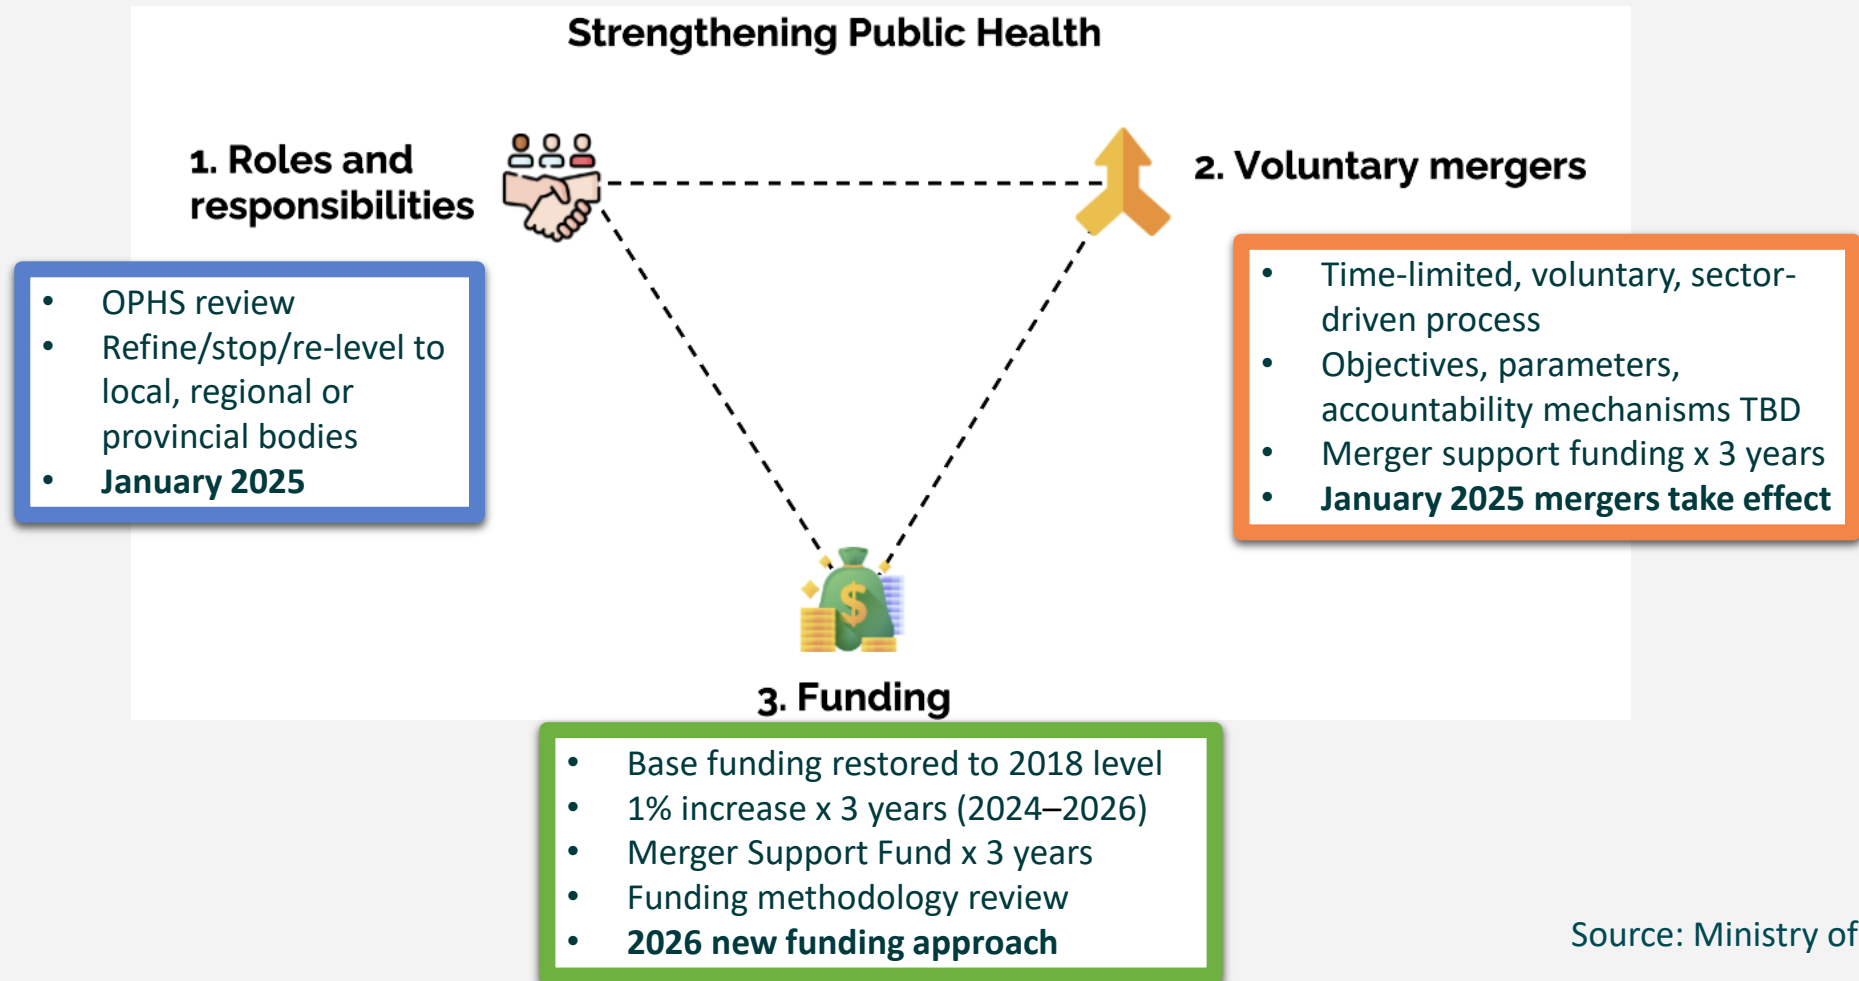 Strengthening Public Health
1. Roles and
responsibilities
2. Voluntary mergers
• OPHS review
• Refine/stop/re-level to
local, regional or
provincial bodies
• January 2025
• Time-limited, voluntary, sector-
driven process
• Objectives, parameters,
accountability mechanisms TBD
• Merger support funding x 3 years
• January 2025 mergers take effect
$
3. Funding
• Base funding restored to 2018 level
• 1% increase x 3 years (2024–2026)
• Merger Support Fund x 3 years
• Funding methodology review
• 2026 new funding approach
Source: Ministry of